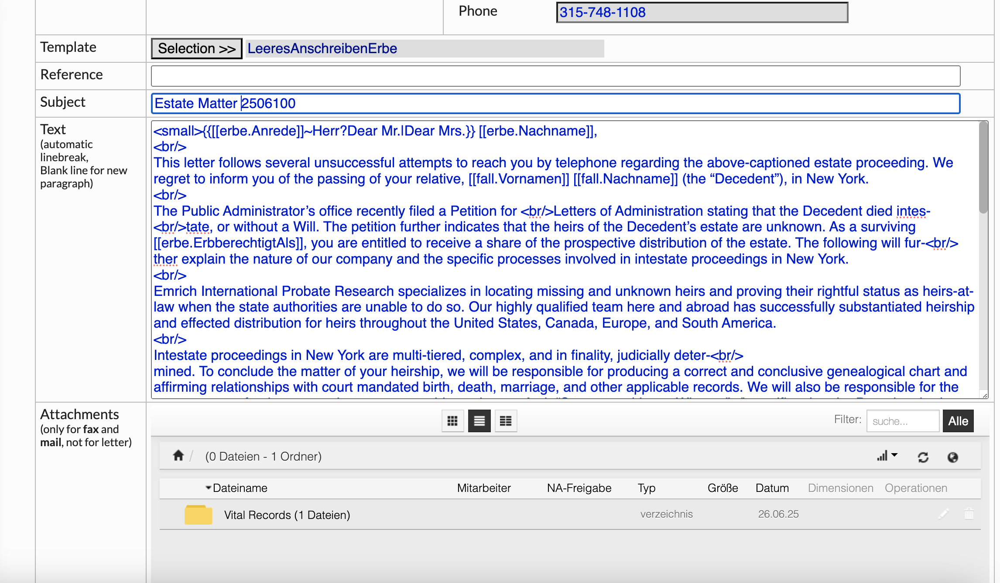 Phone
315-748-1108
Template
Selection >>
LeeresAnschreibenErbe
Reference
Subject
Estate Matter 2506100
Text
(automatic
linebreak,
Blank line for new
paragraph)
<small>{{[[erbe.Anrede]]~Herr?Dear Mr.|Dear Mrs.}} [[erbe.Nachname]],
<br/>
This letter follows several unsuccessful attempts to reach you by telephone regarding the above-captioned estate proceeding. We
regret to inform you of the passing of your relative, [[fall.Vornamen]] [[fall.Nachname]] (the “Decedent”), in New York.
<br/>
The Public Administrator’s office recently filed a Petition for <br/>Letters of Administration stating that the Decedent died intes-
<br/>tate, or without a Will. The petition further indicates that the heirs of the Decedent’s estate are unknown. As a surviving
[[erbe.ErbberechtigtAls]], you are entitled to receive a share of the prospective distribution of the estate. The following will fur-<br/>
ther explain the nature of our company and the specific processes involved in intestate proceedings in New York.
<br/>
Emrich International Probate Research specializes in locating missing and unknown heirs and proving their rightful status as heirs-at-
law when the state authorities are unable to do so. Our highly qualified team here and abroad has successfully substantiated heirship
and effected distribution for heirs throughout the United States, Canada, Europe, and South America.
<br/>
Intestate proceedings in New York are multi-tiered, complex, and in finality, judicially deter-<br/>
mined. To conclude the matter of your heirship, we will be responsible for producing a correct and conclusive genealogical chart and
affirming relationships with court mandated birth, death, marriage, and other applicable records. We will also be responsible for the
Attachments
(only for fax and
mail, not for letter)
Filter:
suche...
Alle
/ (0 Dateien - 1 Ordner)
Dateiname Mitarbeiter NA-Freigabe Typ Größe Datum Dimensionen Operationen
Vital Records (1 Dateien) verzeichnis 26.06.25